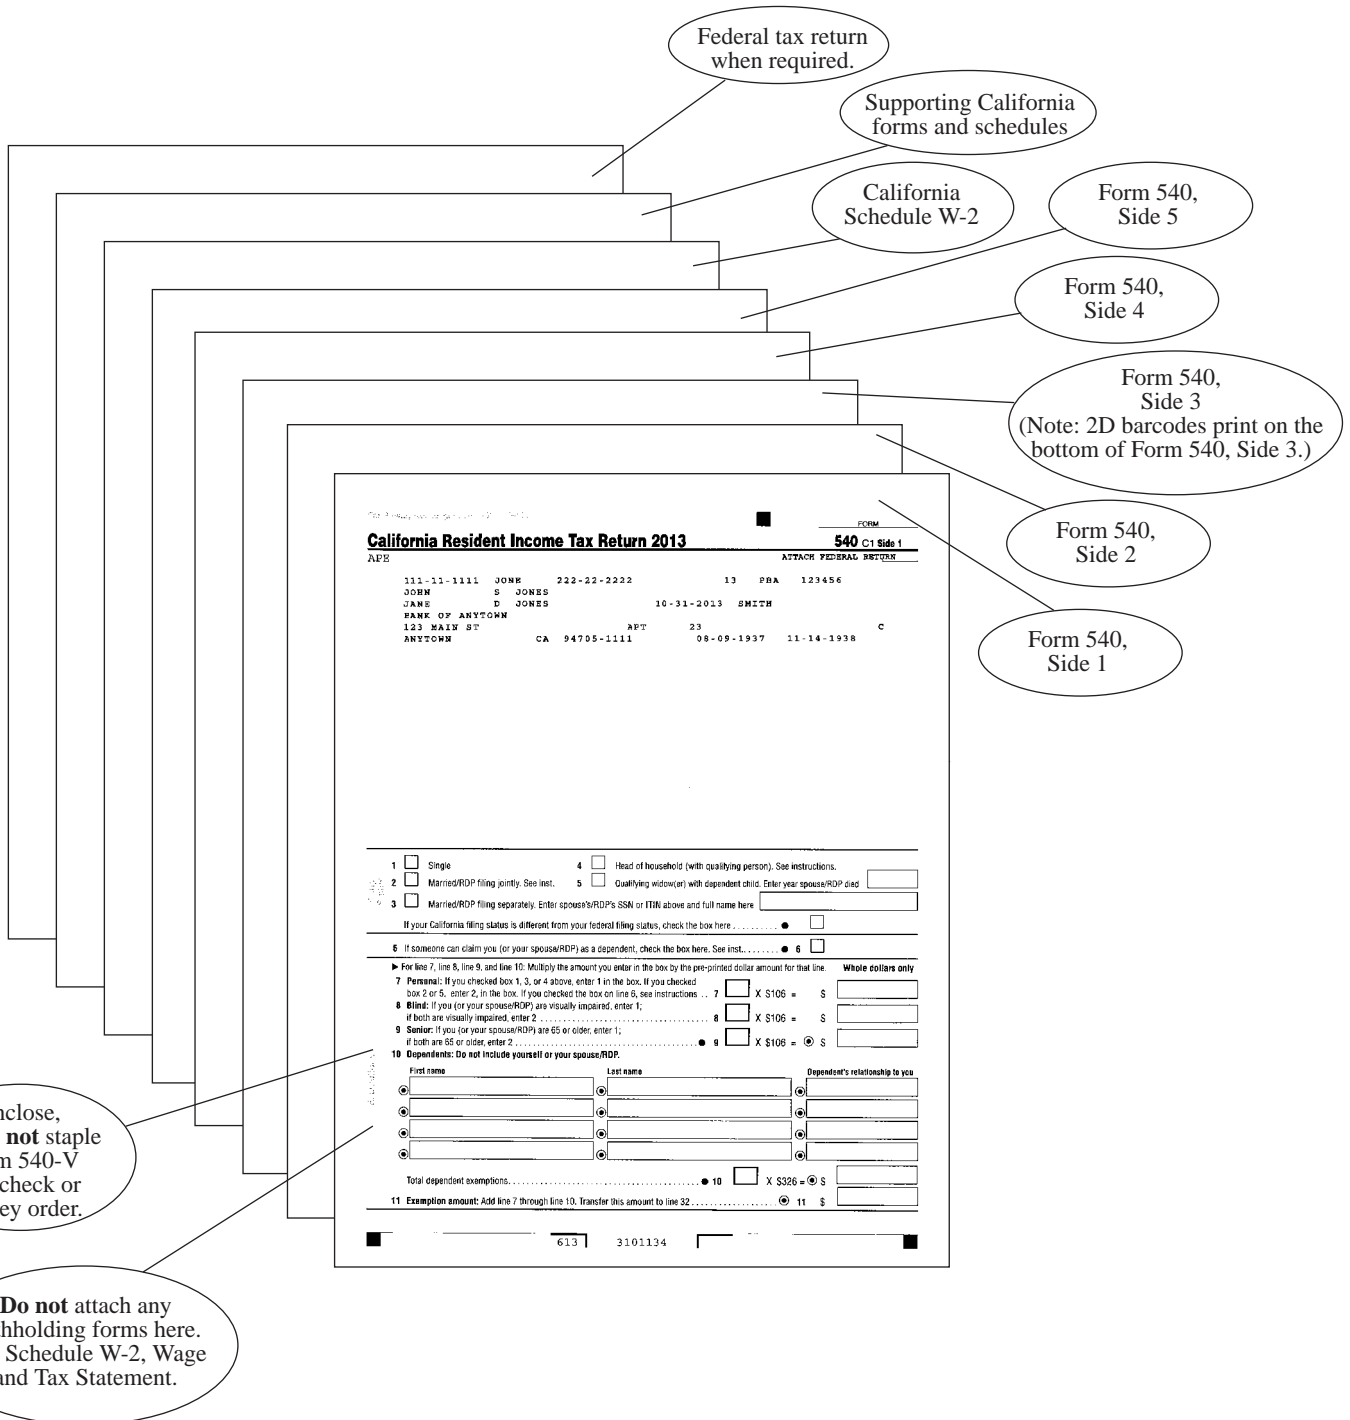 Federal tax return
when required.
Supporting California
forms and schedules
California
Schedule W-2
Form 540,
Side 5
Form 540,
Side 4
Form 540,
Side 3
(Note: 2D barcodes print on the
bottom of Form 540, Side 3.)
Form 540,
Side 2
Form 540,
Side 1
FORM
California Resident Income Tax Return 2013 540 C1 Side 1
APE ATTACH FEDERAL RETURN
111-11-1111 JONE 222-22-2222 13 PBA 123456
JOHN S JONES
JANE D JONES 10-31-2013 SMITH
BANK OF ANYTOWN
123 MAIN ST APT 23 C
ANYTOWN CA 94705-1111 08-09-1937 11-14-1938
1 Single 4 Head of household (with qualifying person). See instructions.
2 Married/RDP filing jointly. See inst. 5 Qualifying widow(er) with dependent child. Enter year spouse/RDP died
3 Married/RDP filing separately. Enter spouse's/RDP's SSN or ITIN above and full name here
If your California filing status is different from your federal filing status, check the box here . . . . . . . . . . ●
6 If someone can claim you (or your spouse/RDP) as a dependent, check the box here. See inst. . . . . . . . ● 6
▶ For line 7, line 8, line 9, and line 10: Multiply the amount you enter in the box by the pre-printed dollar amount for that line. Whole dollars only
7 Personal: If you checked box 1, 3, or 4 above, enter 1 in the box. If you checked
box 2 or 5, enter 2, in the box. If you checked the box on line 6, see instructions . . 7 X $106 = $
8 Blind: If you (or your spouse/RDP) are visually impaired, enter 1;
if both are visually impaired, enter 2 . . . . . . . . . . 8 X $106 = $
9 Senior: If you (or your spouse/RDP) are 65 or older, enter 1;
if both are 65 or older, enter 2 . . . . . . . . . . ● 9 X $106 = $
10 Dependents: Do not include yourself or your spouse/RDP.
First name Last name Dependent's relationship to you
Total dependent exemptions. . . . . . . . . . ● 10 X $326 = $
11 Exemption amount: Add line 7 through line 10. Transfer this amount to line 32 . . . . . . . . . . 11 $
613 3101134
nclose,
not staple
m 540-V
check or
ey order.
Do not attach any
thholding forms here.
Schedule W-2, Wage
and Tax Statement.